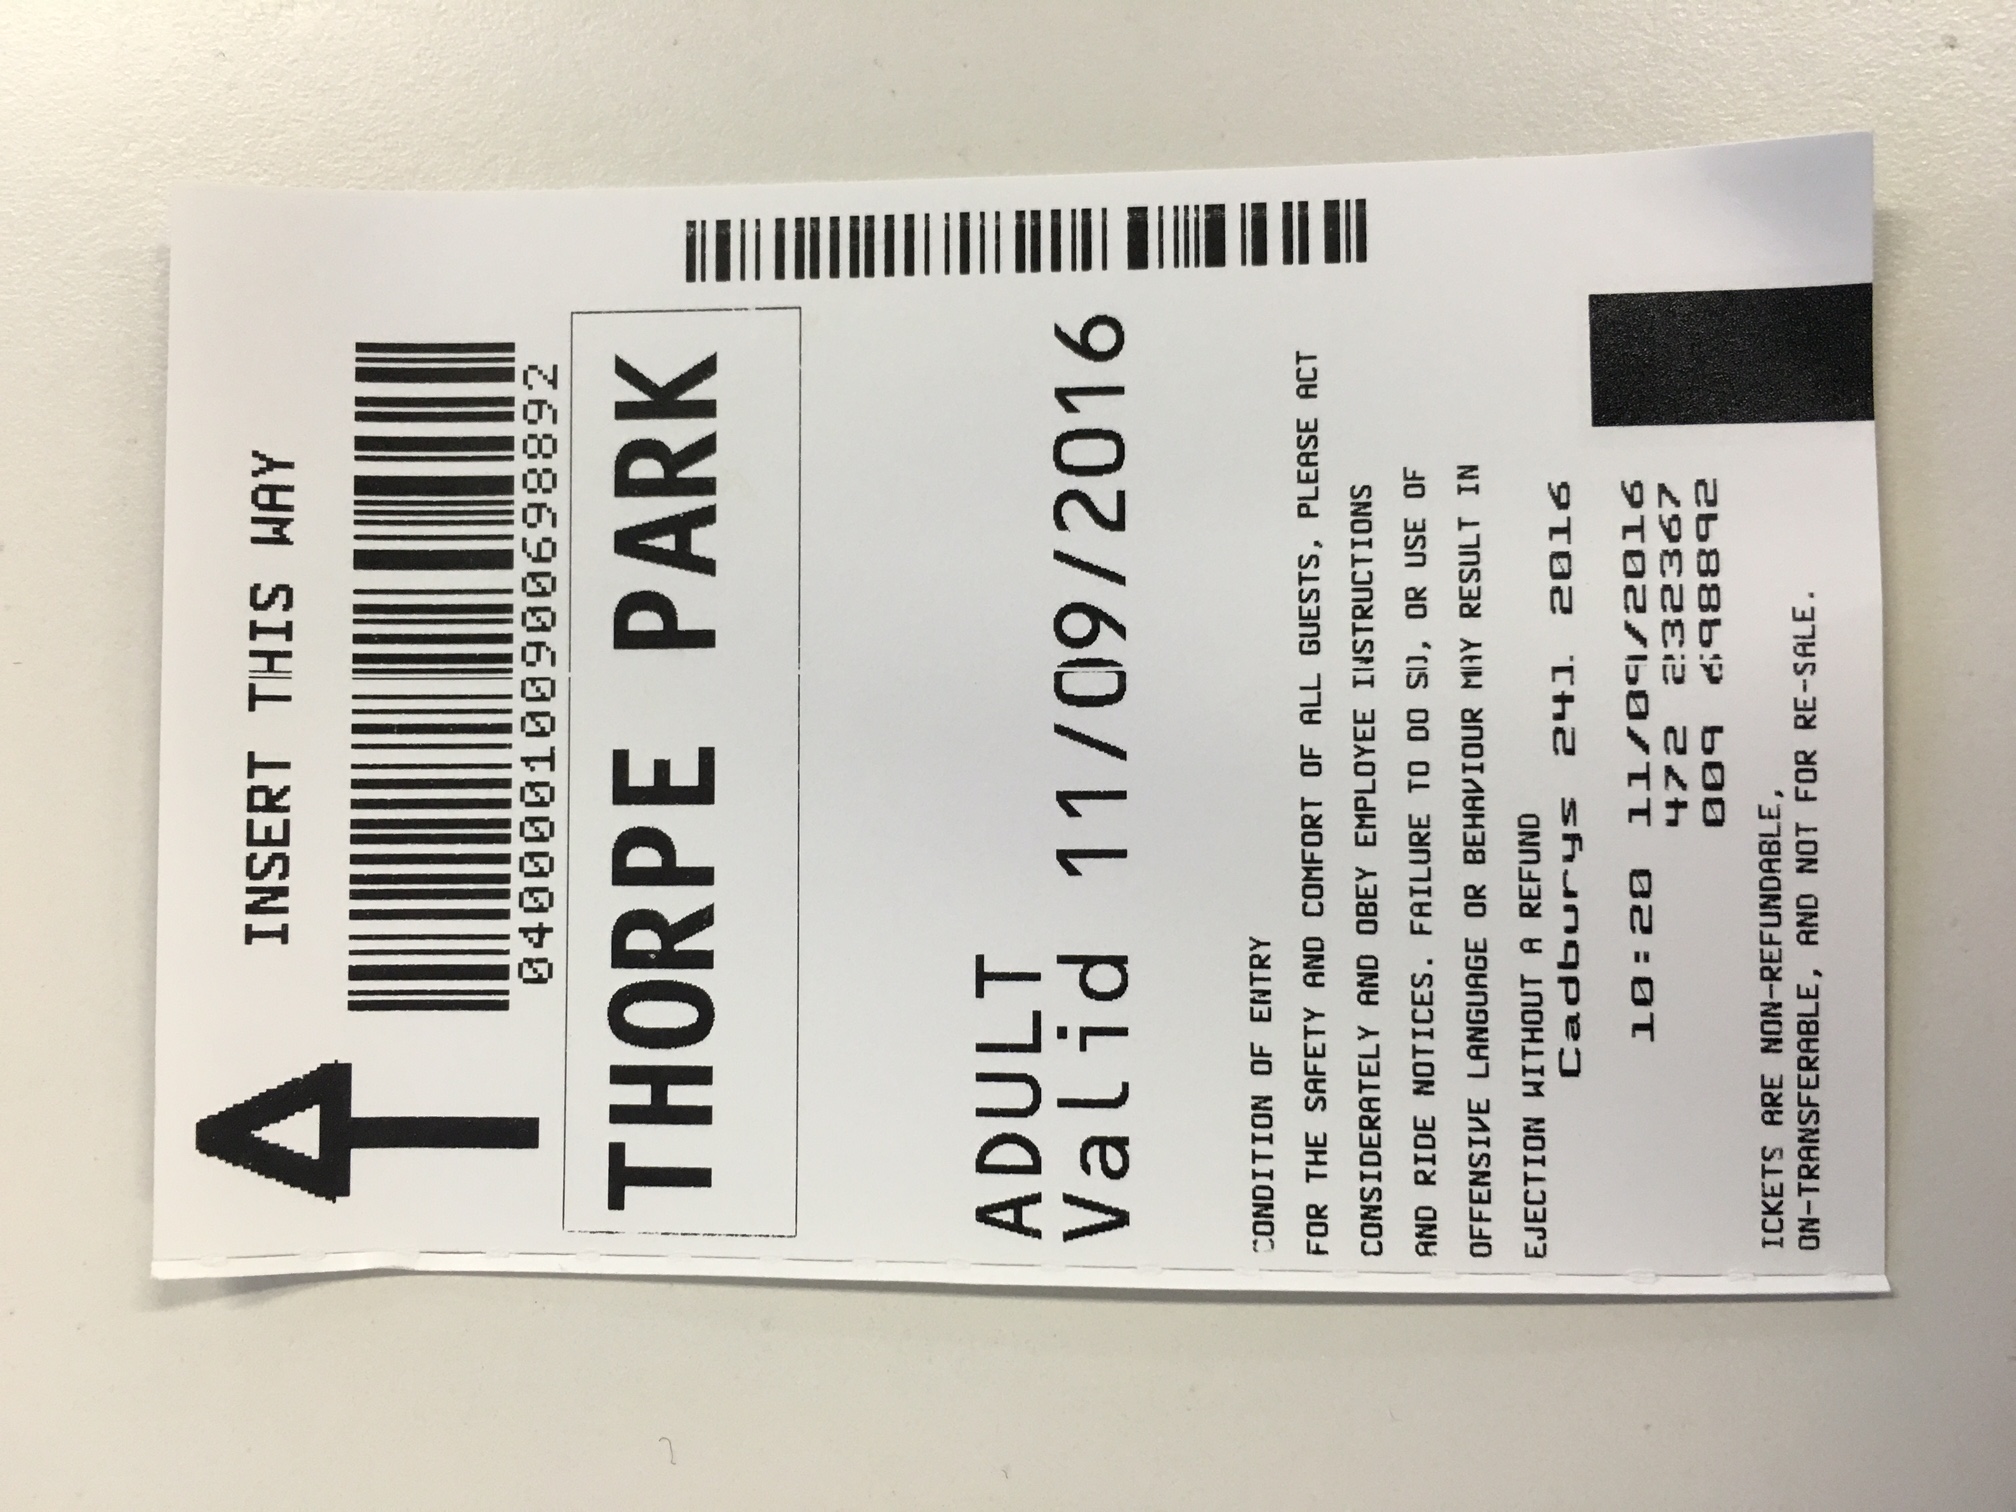 INSERT THIS WAY
040000100900698892
THORPE PARK
ADULT
Valid 11/09/2016
CONDITION OF ENTRY
FOR THE SAFETY AND COMFORT OF ALL GUESTS, PLEASE ACT
CONSIDERATELY AND OBEY EMPLOYEE INSTRUCTIONS
AND RIDE NOTICES. FAILURE TO DO SO, OR USE OF
OFFENSIVE LANGUAGE OR BEHAVIOUR MAY RESULT IN
EJECTION WITHOUT A REFUND
Cadburys 241 2016
10:20 11/09/2016
472 232367
009 698892
ICKETS ARE NON-REFUNDABLE,
ON-TRANSFERABLE, AND NOT FOR RE-SALE.